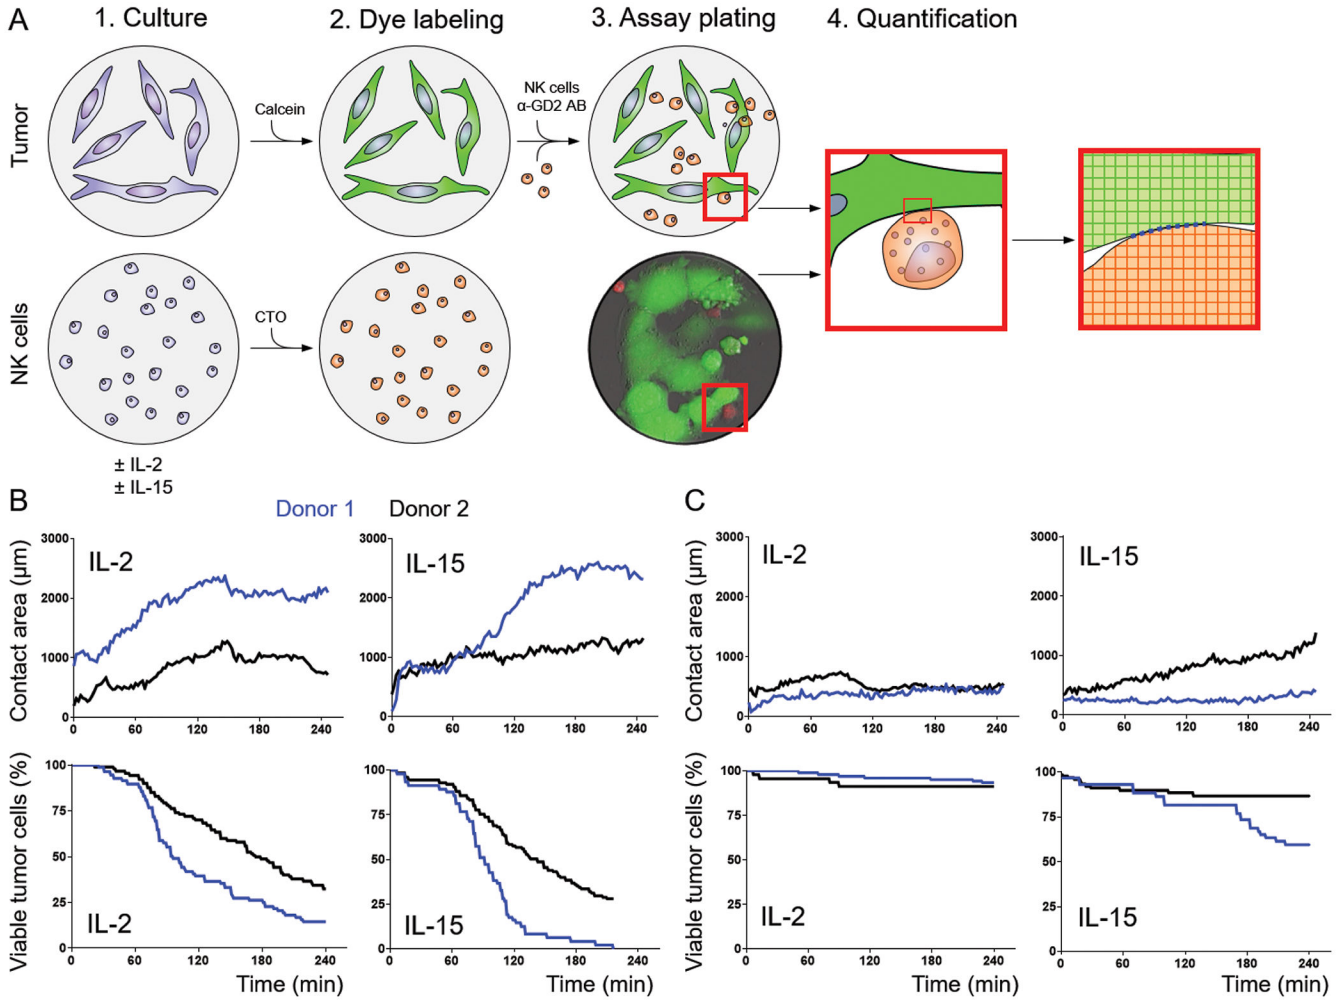 A
1. Culture
2. Dye labeling
3. Assay plating
4. Quantification
Tumor
Calcein
NK cells
α-GD2 AB
NK cells
CTO
± IL-2
± IL-15
B
Donor 1
Donor 2
C
Contact area (µm)
3000
2000
1000
0
IL-2
0
60
120
180
240
3000
2000
1000
0
IL-15
0
60
120
180
240
Contact area (µm)
3000
2000
1000
0
IL-2
0
60
120
180
240
3000
2000
1000
0
IL-15
0
60
120
180
240
Viable tumor cells (%)
100
75
50
25
0
IL-2
0
60
120
180
240
Time (min)
100
75
50
25
0
IL-15
0
60
120
180
240
Time (min)
Viable tumor cells (%)
100
75
50
25
0
IL-2
0
60
120
180
240
Time (min)
100
75
50
25
0
IL-15
0
60
120
180
240
Time (min)